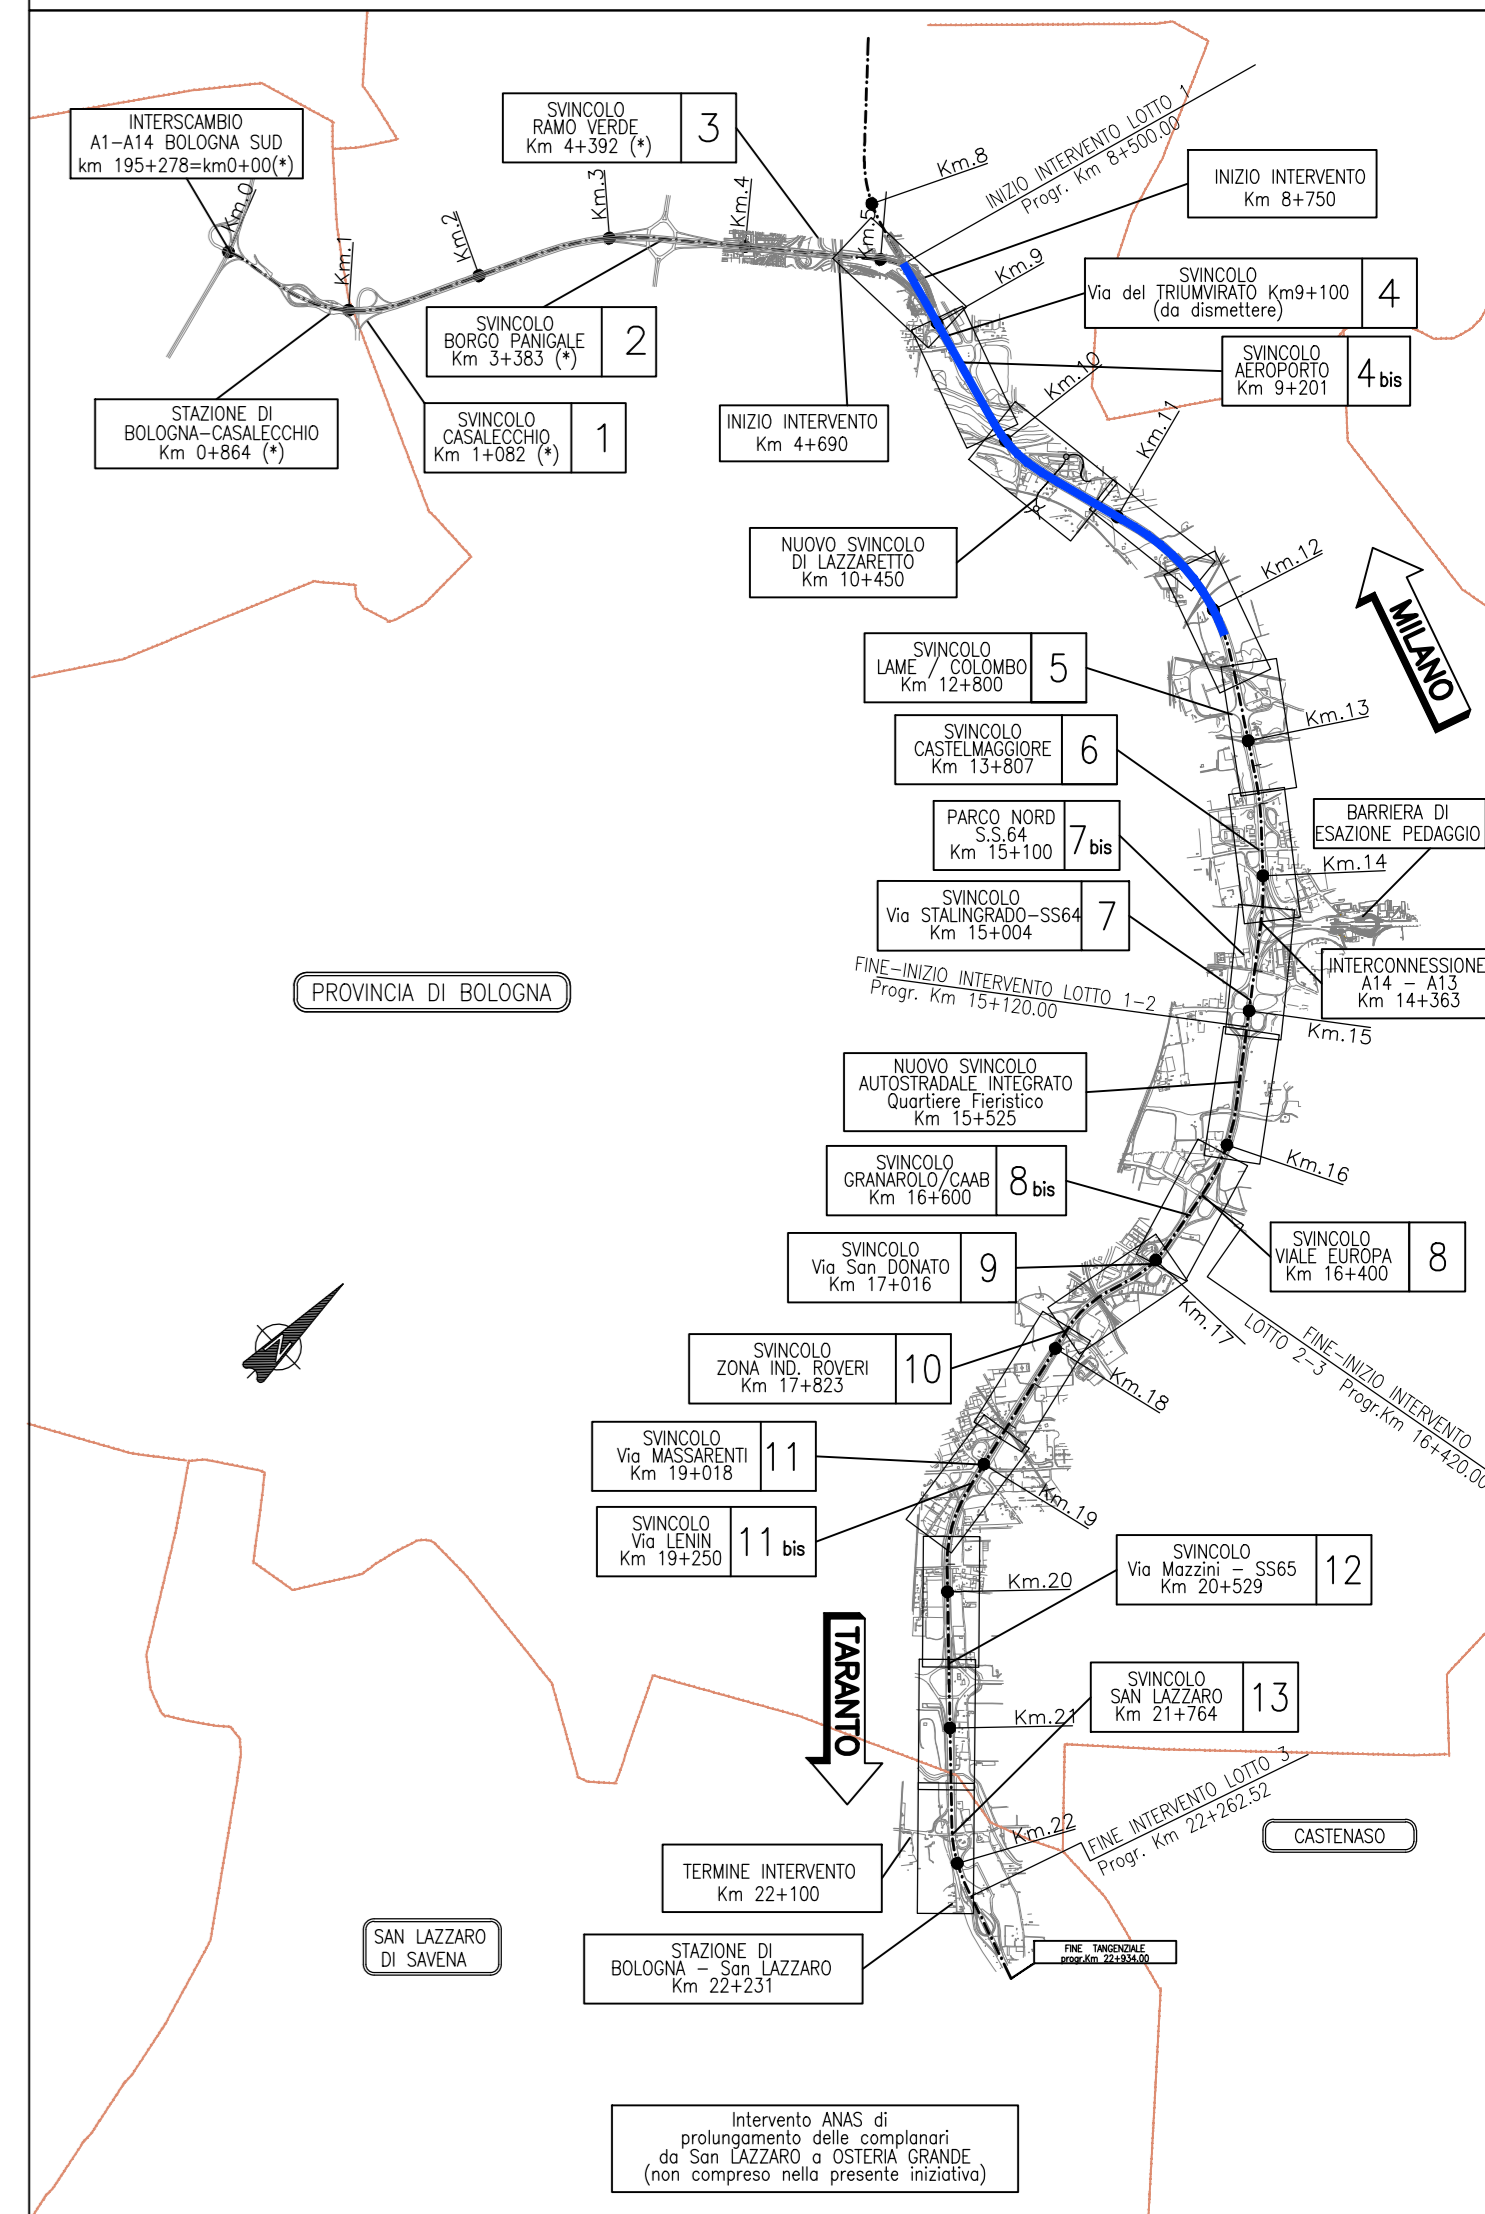 INTERSCAMBIO
A1-A14 BOLOGNA SUD
km 195+278=km0+00(*)
SVINCOLO
RAMO VERDE
Km 4+392 (*)
3
INIZIO INTERVENTO LOTTO 1
Progr. Km 8+500.00
INIZIO INTERVENTO
Km 8+750
Km.0
Km.1
Km.2
Km.3
Km.4
Km.5
Km.8
Km.9
SVINCOLO
Via del TRIUMVIRATO Km9+100
(da dismettere)
4
SVINCOLO
BORGO PANIGALE
Km 3+383 (*)
2
SVINCOLO
AEROPORTO
Km 9+201
4 bis
Km.10
STAZIONE DI
BOLOGNA-CASALECCHIO
Km 0+864 (*)
SVINCOLO
CASALECCHIO
Km 1+082 (*)
1
INIZIO INTERVENTO
Km 4+690
Km.11
NUOVO SVINCOLO
DI LAZZARETTO
Km 10+450
Km.12
MILANO
SVINCOLO
LAME / COLOMBO
Km 12+800
5
Km.13
SVINCOLO
CASTELMAGGIORE
Km 13+807
6
PARCO NORD
S.S.64
Km 15+100
7 bis
BARRIERA DI
ESAZIONE PEDAGGIO
Km.14
SVINCOLO
Via STALINGRADO-SS64
Km 15+004
7
FINE-INIZIO INTERVENTO LOTTO 1-2
Progr. Km 15+120.00
INTERCONNESSIONE
A14 - A13
Km 14+363
PROVINCIA DI BOLOGNA
Km.15
NUOVO SVINCOLO
AUTOSTRADALE INTEGRATO
Quartiere Fieristico
Km 15+525
Km.16
SVINCOLO
GRANAROLO/CAAB
Km 16+600
8 bis
SVINCOLO
VIALE EUROPA
Km 16+400
8
SVINCOLO
Via San DONATO
Km 17+016
9
Km.17
FINE-INIZIO INTERVENTO
LOTTO 2-3 Progr.Km 16+420.00
N
SVINCOLO
ZONA IND. ROVERI
Km 17+823
10
Km.18
SVINCOLO
Via MASSARENTI
Km 19+018
11
Km.19
SVINCOLO
Via LENIN
Km 19+250
11 bis
SVINCOLO
Via Mazzini - SS65
Km 20+529
12
Km.20
TARANTO
SVINCOLO
SAN LAZZARO
Km 21+764
13
Km.21
FINE INTERVENTO LOTTO 3
Progr. Km 22+262.52
Km.22
CASTENASO
TERMINE INTERVENTO
Km 22+100
SAN LAZZARO
DI SAVENA
STAZIONE DI
BOLOGNA - San LAZZARO
Km 22+231
FINE TANGENZIALE
progr.Km 22+934.00
Intervento ANAS di
prolungamento delle complanari
da San LAZZARO a OSTERIA GRANDE
(non compreso nella presente iniziativa)